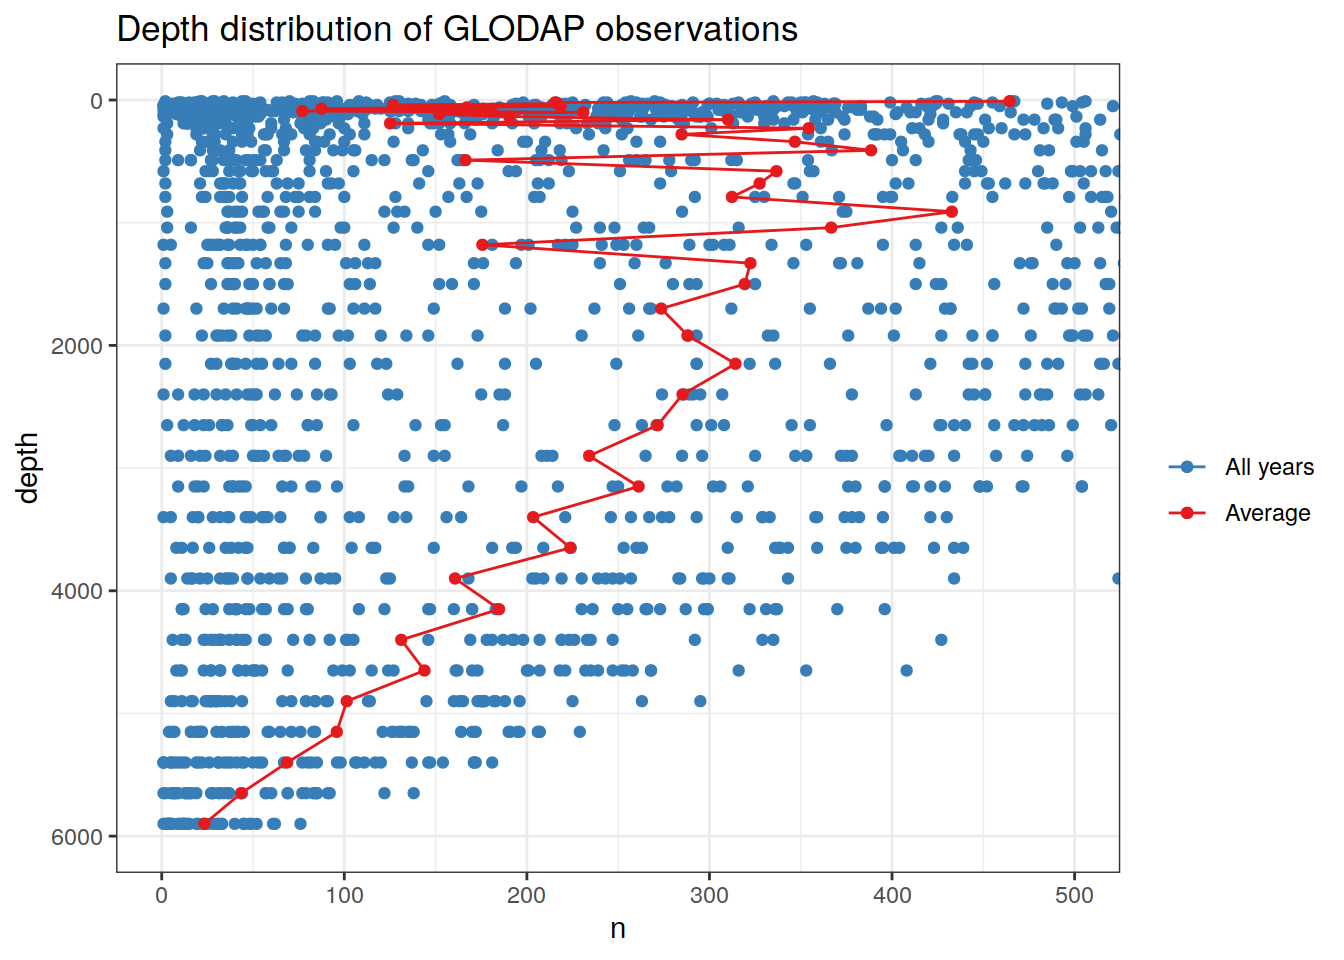 Depth distribution of GLODAP observations
0
2000
4000
6000
depth
0 100 200 300 400 500
n
All years
Average